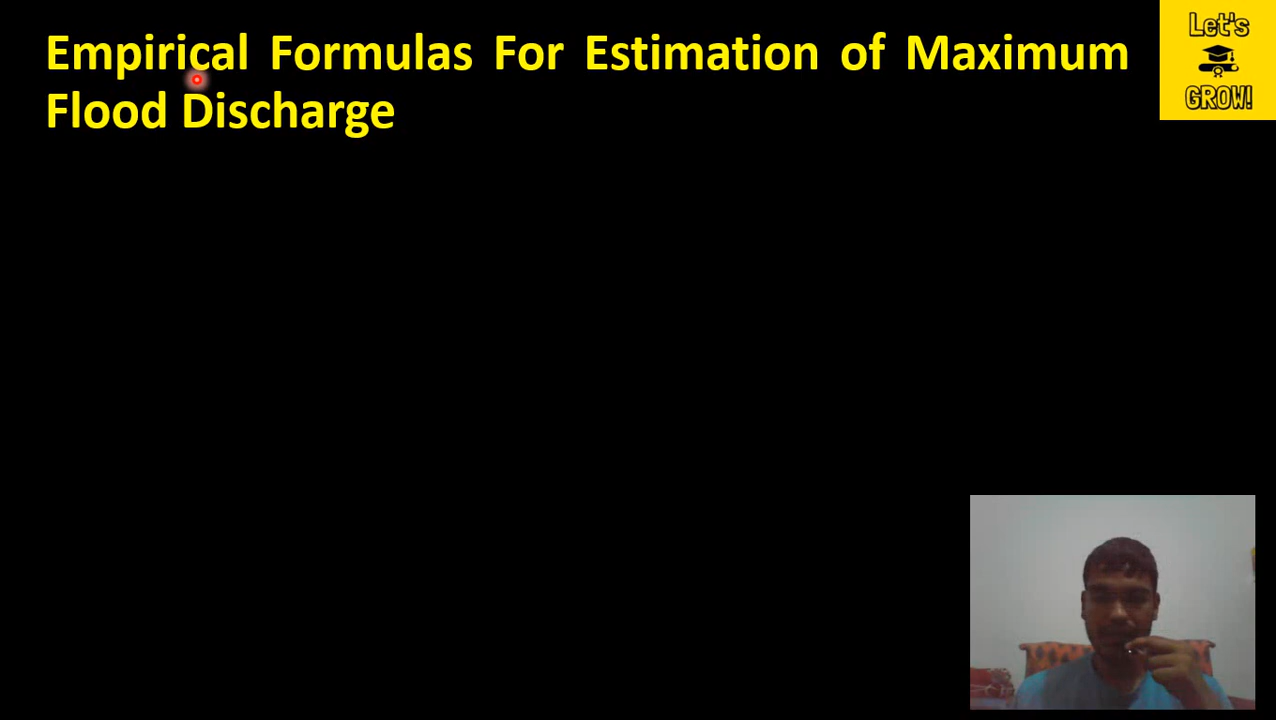 Empirical Formulas For Estimation of Maximum
Flood Discharge
Let's
GROW!